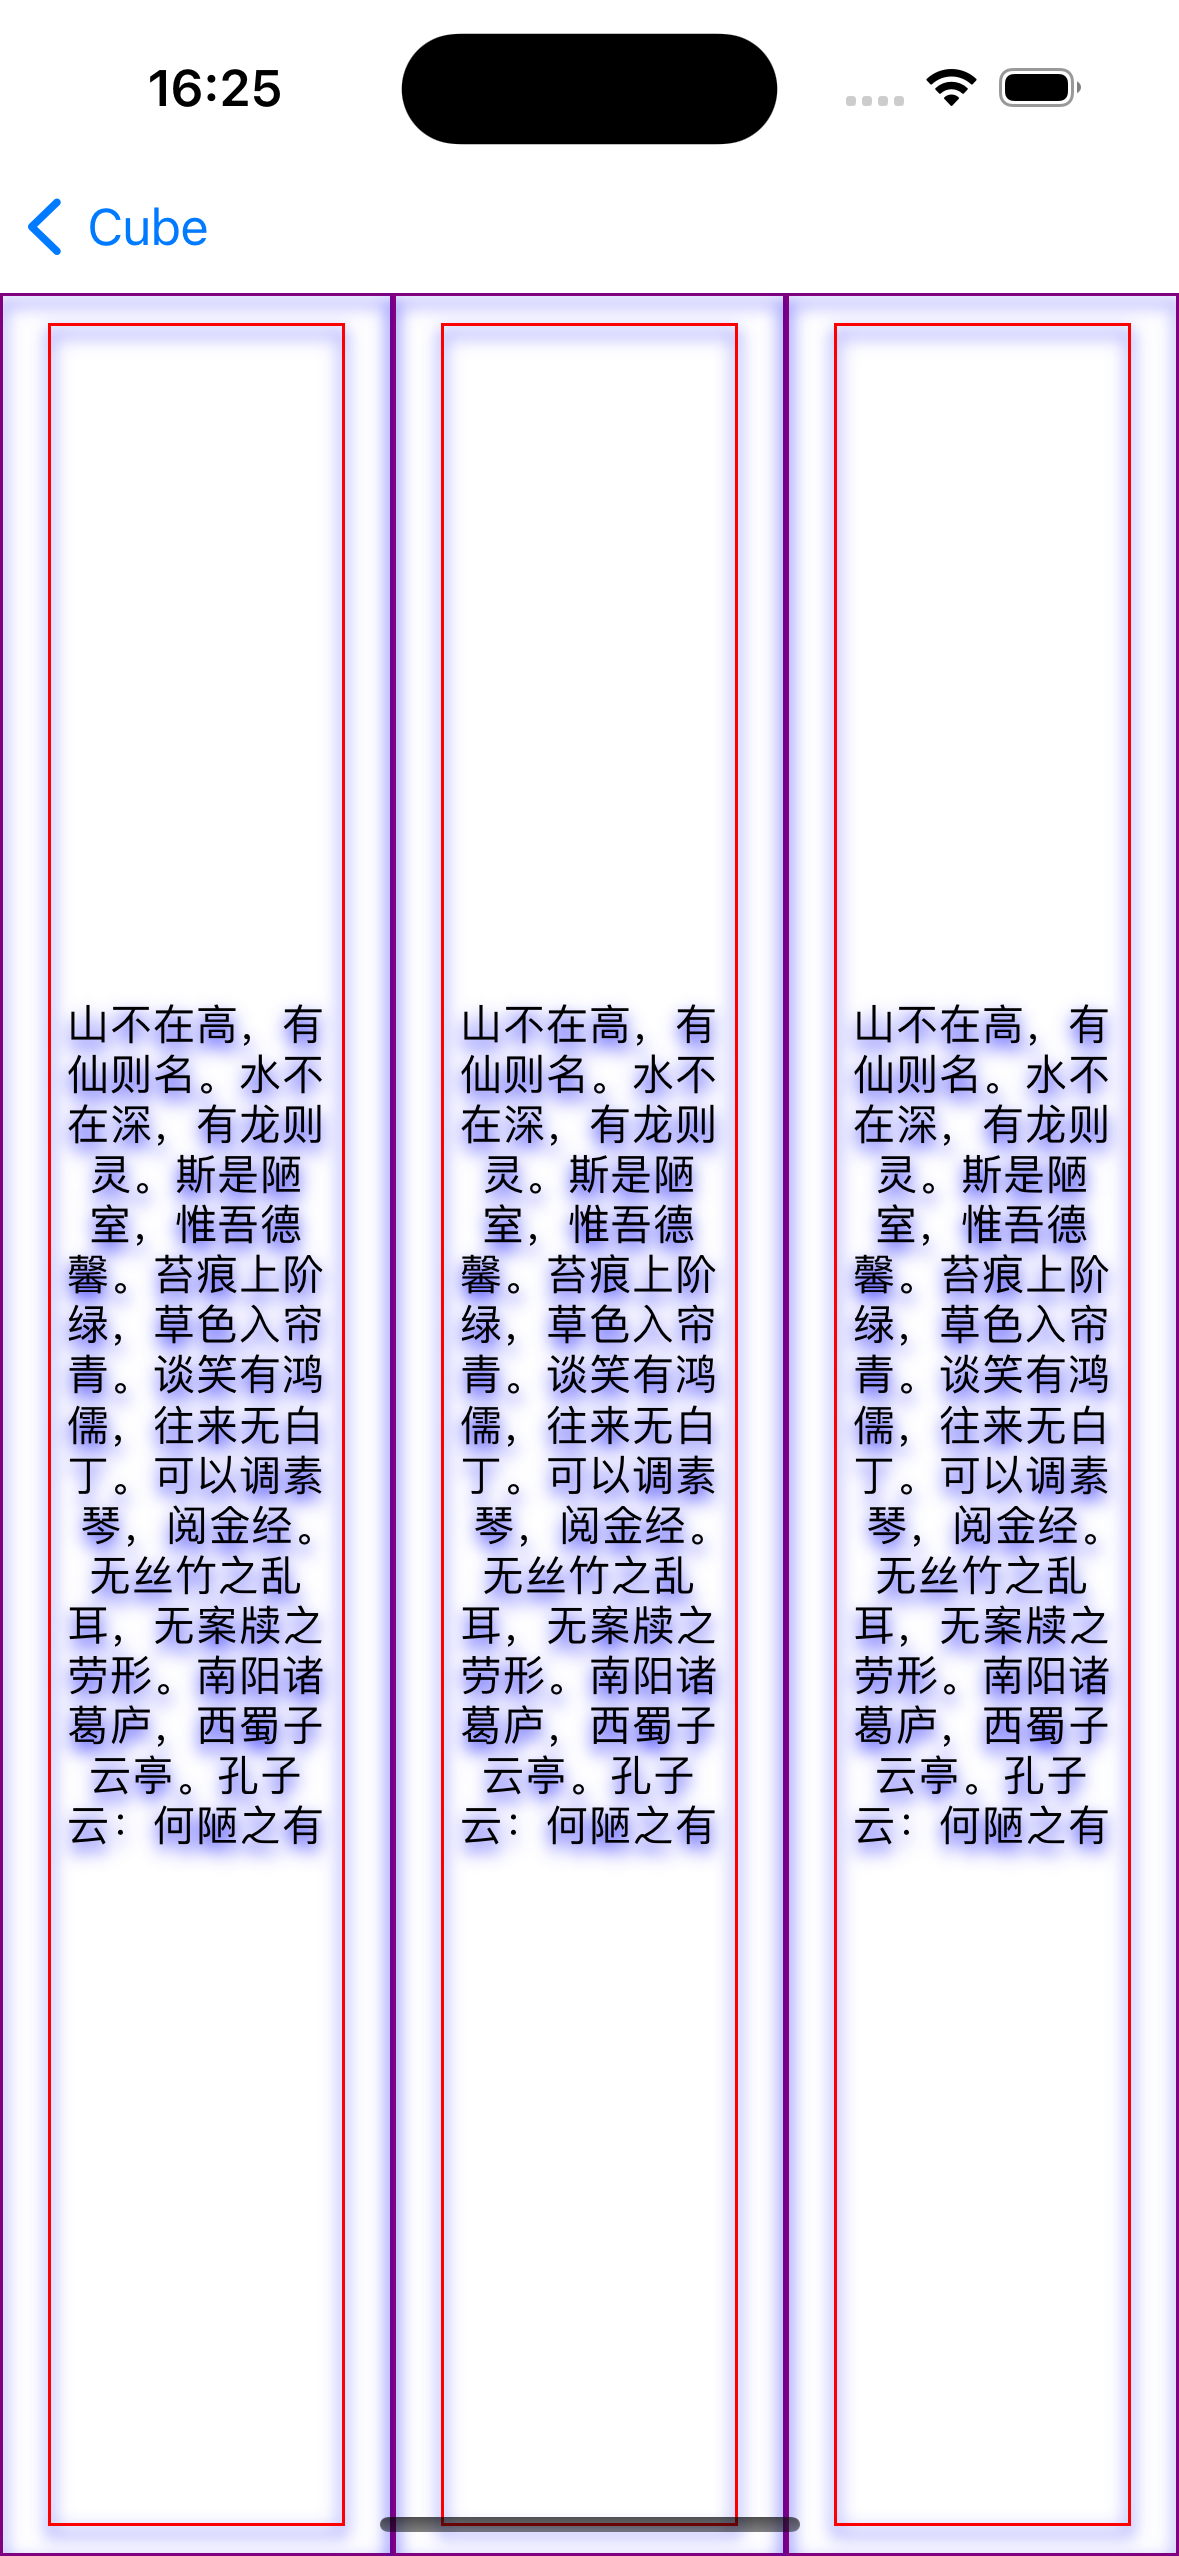 16:25
Cube
山不在高，有
仙则名。水不
在深，有龙则
灵。斯是陋
室，惟吾德
馨。苔痕上阶
绿，草色入帘
青。谈笑有鸿
儒，往来无白
丁。可以调素
琴，阅金经。
无丝竹之乱
耳，无案牍之
劳形。南阳诸
葛庐，西蜀子
云亭。孔子
云：何陋之有
山不在高，有
仙则名。水不
在深，有龙则
灵。斯是陋
室，惟吾德
馨。苔痕上阶
绿，草色入帘
青。谈笑有鸿
儒，往来无白
丁。可以调素
琴，阅金经。
无丝竹之乱
耳，无案牍之
劳形。南阳诸
葛庐，西蜀子
云亭。孔子
云：何陋之有
山不在高，有
仙则名。水不
在深，有龙则
灵。斯是陋
室，惟吾德
馨。苔痕上阶
绿，草色入帘
青。谈笑有鸿
儒，往来无白
丁。可以调素
琴，阅金经。
无丝竹之乱
耳，无案牍之
劳形。南阳诸
葛庐，西蜀子
云亭。孔子
云：何陋之有